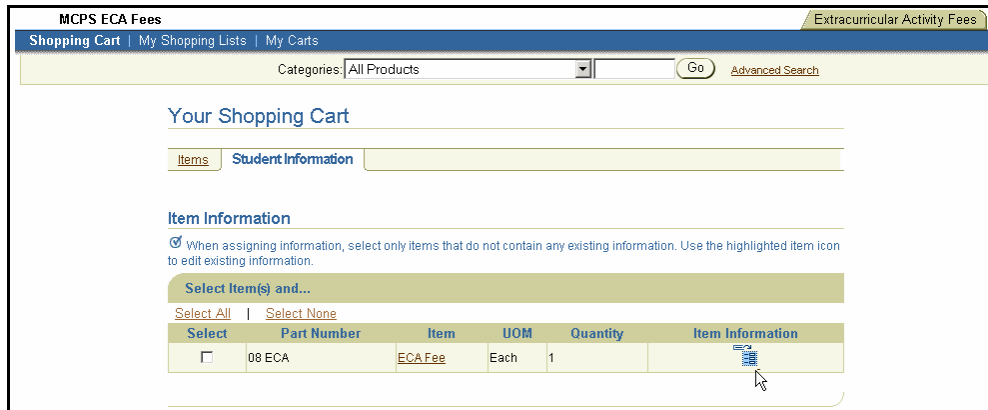 MCPS ECA Fees
Extracurricular Activity Fees
Shopping Cart | My Shopping Lists | My Carts
Categories: All Products Go Advanced Search
Your Shopping Cart
Items Student Information
Item Information
When assigning information, select only items that do not contain any existing information. Use the highlighted item icon
to edit existing information.
Select Item(s) and...
Select All | Select None
Select Part Number Item UOM Quantity Item Information
08 ECA ECA Fee Each 1